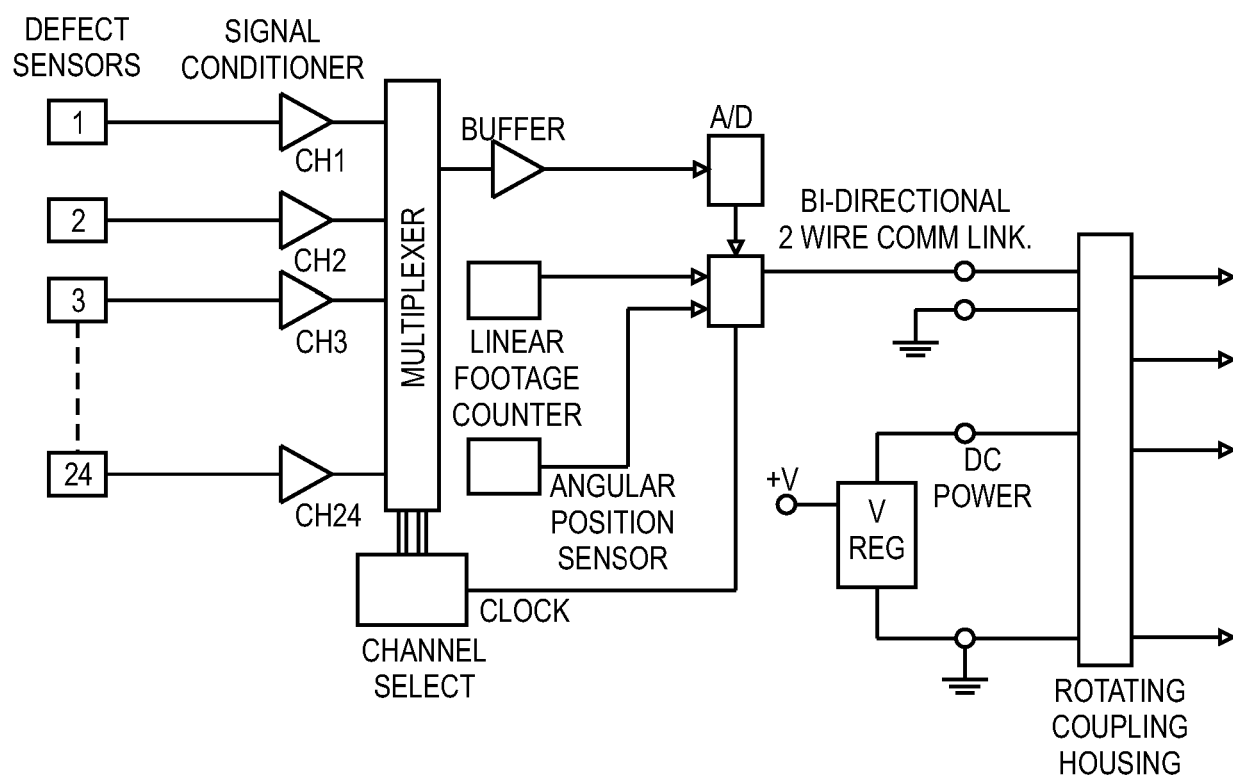 DEFECT
SENSORS
SIGNAL
CONDITIONER
1
CH1
2
CH2
3
CH3
24
CH24
MULTIPLEXER
BUFFER
A/D
LINEAR
FOOTAGE
COUNTER
ANGULAR
POSITION
SENSOR
CLOCK
CHANNEL
SELECT
BI-DIRECTIONAL
2 WIRE COMM LINK.
DC
POWER
+V
V
REG
ROTATING
COUPLING
HOUSING